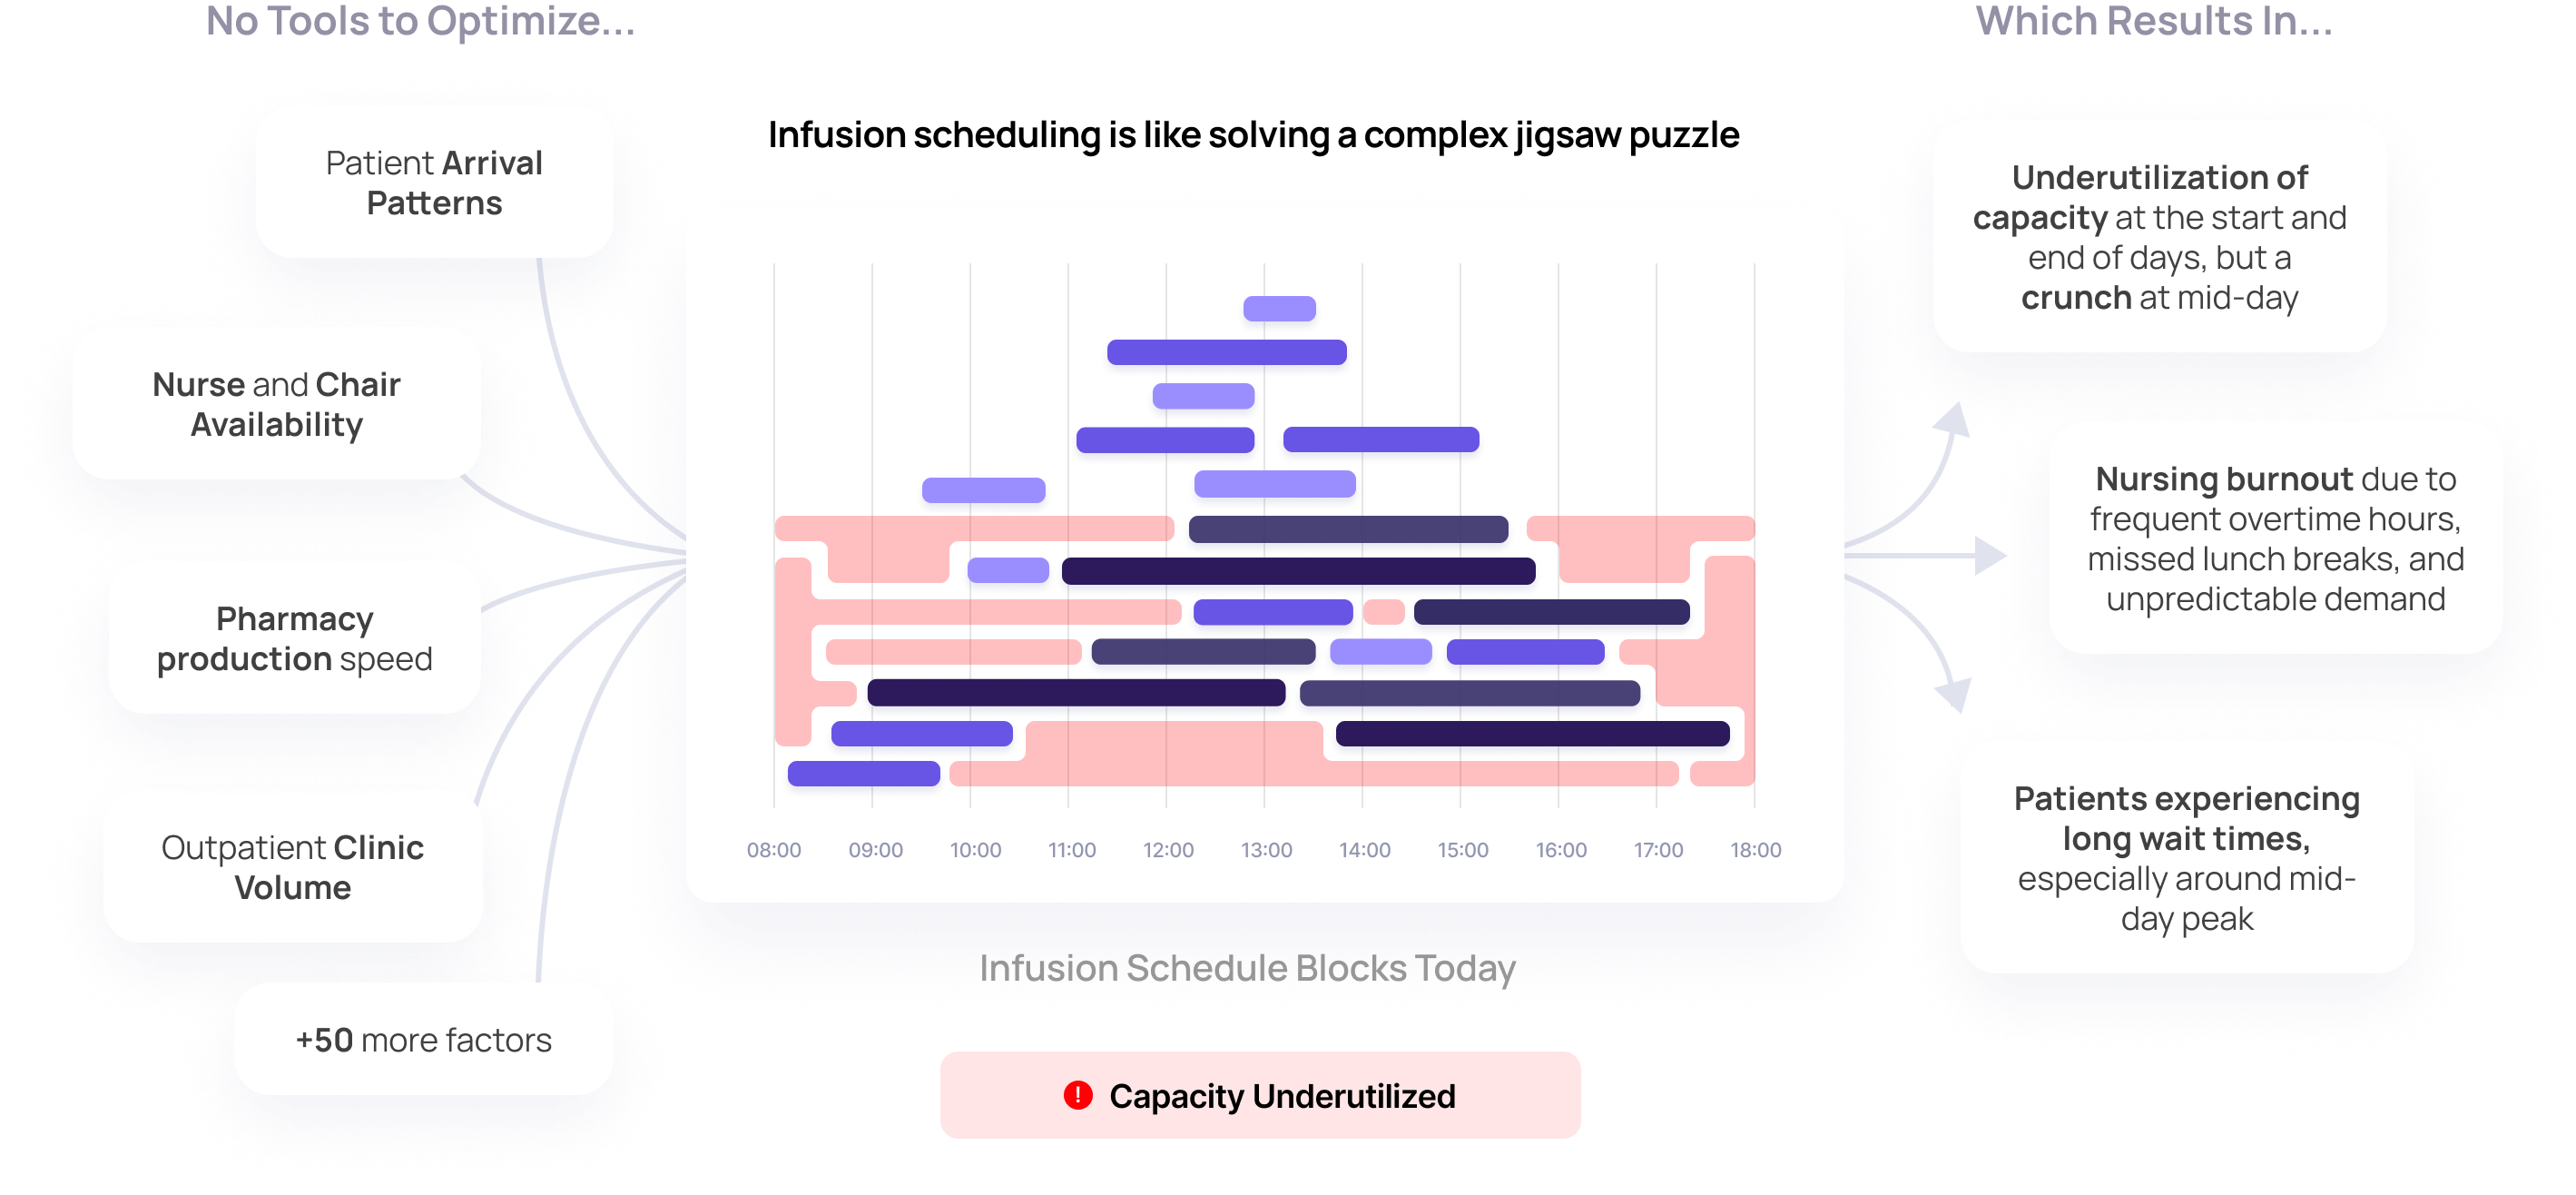 No Tools to Optimize...
Patient Arrival
Patterns
Nurse and Chair
Availability
Pharmacy
production speed
Outpatient Clinic
Volume
+50 more factors
Infusion scheduling is like solving a complex jigsaw puzzle
08:00 09:00 10:00 11:00 12:00 13:00 14:00 15:00 16:00 17:00 18:00
Infusion Schedule Blocks Today
! Capacity Underutilized
Which Results In...
Underutilization of
capacity at the start and
end of days, but a
crunch at mid-day
Nursing burnout due to
frequent overtime hours,
missed lunch breaks, and
unpredictable demand
Patients experiencing
long wait times,
especially around mid-
day peak